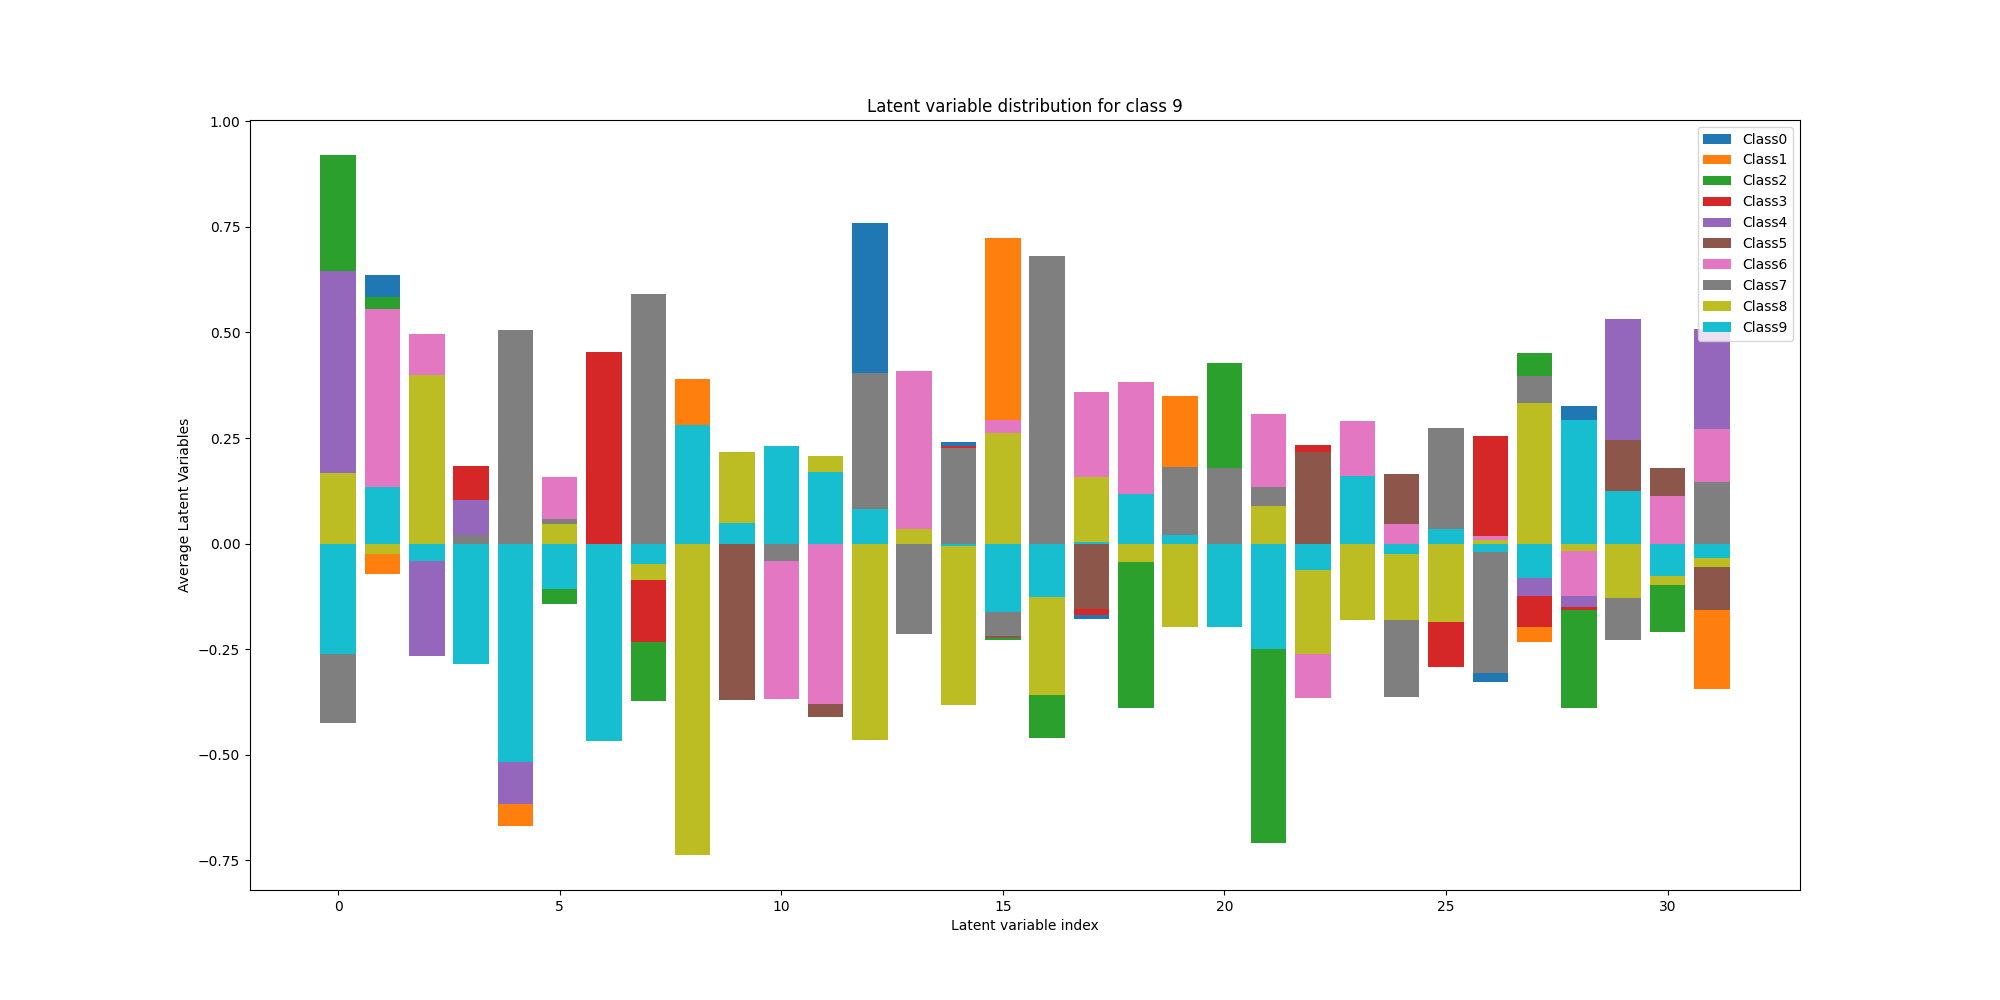 Latent variable distribution for class 9
1.00
0.75
0.50
0.25
0.00
−0.25
−0.50
−0.75
Average Latent Variables
0 5 10 15 20 25 30
Latent variable index
Class0
Class1
Class2
Class3
Class4
Class5
Class6
Class7
Class8
Class9